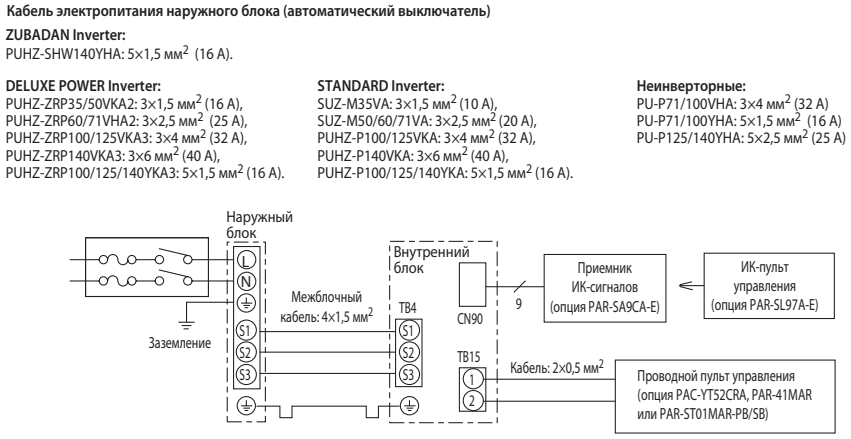 Кабель электропитания наружного блока (автоматический выключатель)
ZUBADAN Inverter:
PUHZ-SHW140YHA: 5×1,5 мм² (16 А).
DELUXE POWER Inverter:
PUHZ-ZRP35/50VKA2: 3×1,5 мм² (16 А),
PUHZ-ZRP60/71VHA2: 3×2,5 мм² (25 А),
PUHZ-ZRP100/125VKA3: 3×4 мм² (32 А),
PUHZ-ZRP140VKA3: 3×6 мм² (40 А),
PUHZ-ZRP100/125/140YKA3: 5×1,5 мм² (16 А).
STANDARD Inverter:
SUZ-M35VA: 3×1,5 мм² (10 А),
SUZ-M50/60/71VA: 3×2,5 мм² (20 А),
PUHZ-P100/125VKA: 3×4 мм² (32 А),
PUHZ-P140VKA: 3×6 мм² (40 А),
PUHZ-P100/125/140YKA: 5×1,5 мм² (16 А).
Неинверторные:
PU-P71/100VHA: 3×4 мм² (32 А)
PU-P71/100YHA: 5×1,5 мм² (16 А)
PU-P125/140YHA: 5×2,5 мм² (25 А)
Наружный
блок
L
N
Заземление
S1
S2
S3
Межблочный
кабель: 4×1,5 мм²
Внутренний
блок
TB4
S1
S2
S3
CN90
9
TB15
1
2
Приемник
ИК-сигналов
(опция PAR-SA9CA-E)
ИК-пульт
управления
(опция PAR-SL97A-E)
Кабель: 2×0,5 мм²
Проводной пульт управления
(опция PAC-YT52CRA, PAR-41MAR
или PAR-ST01MAR-PB/SB)